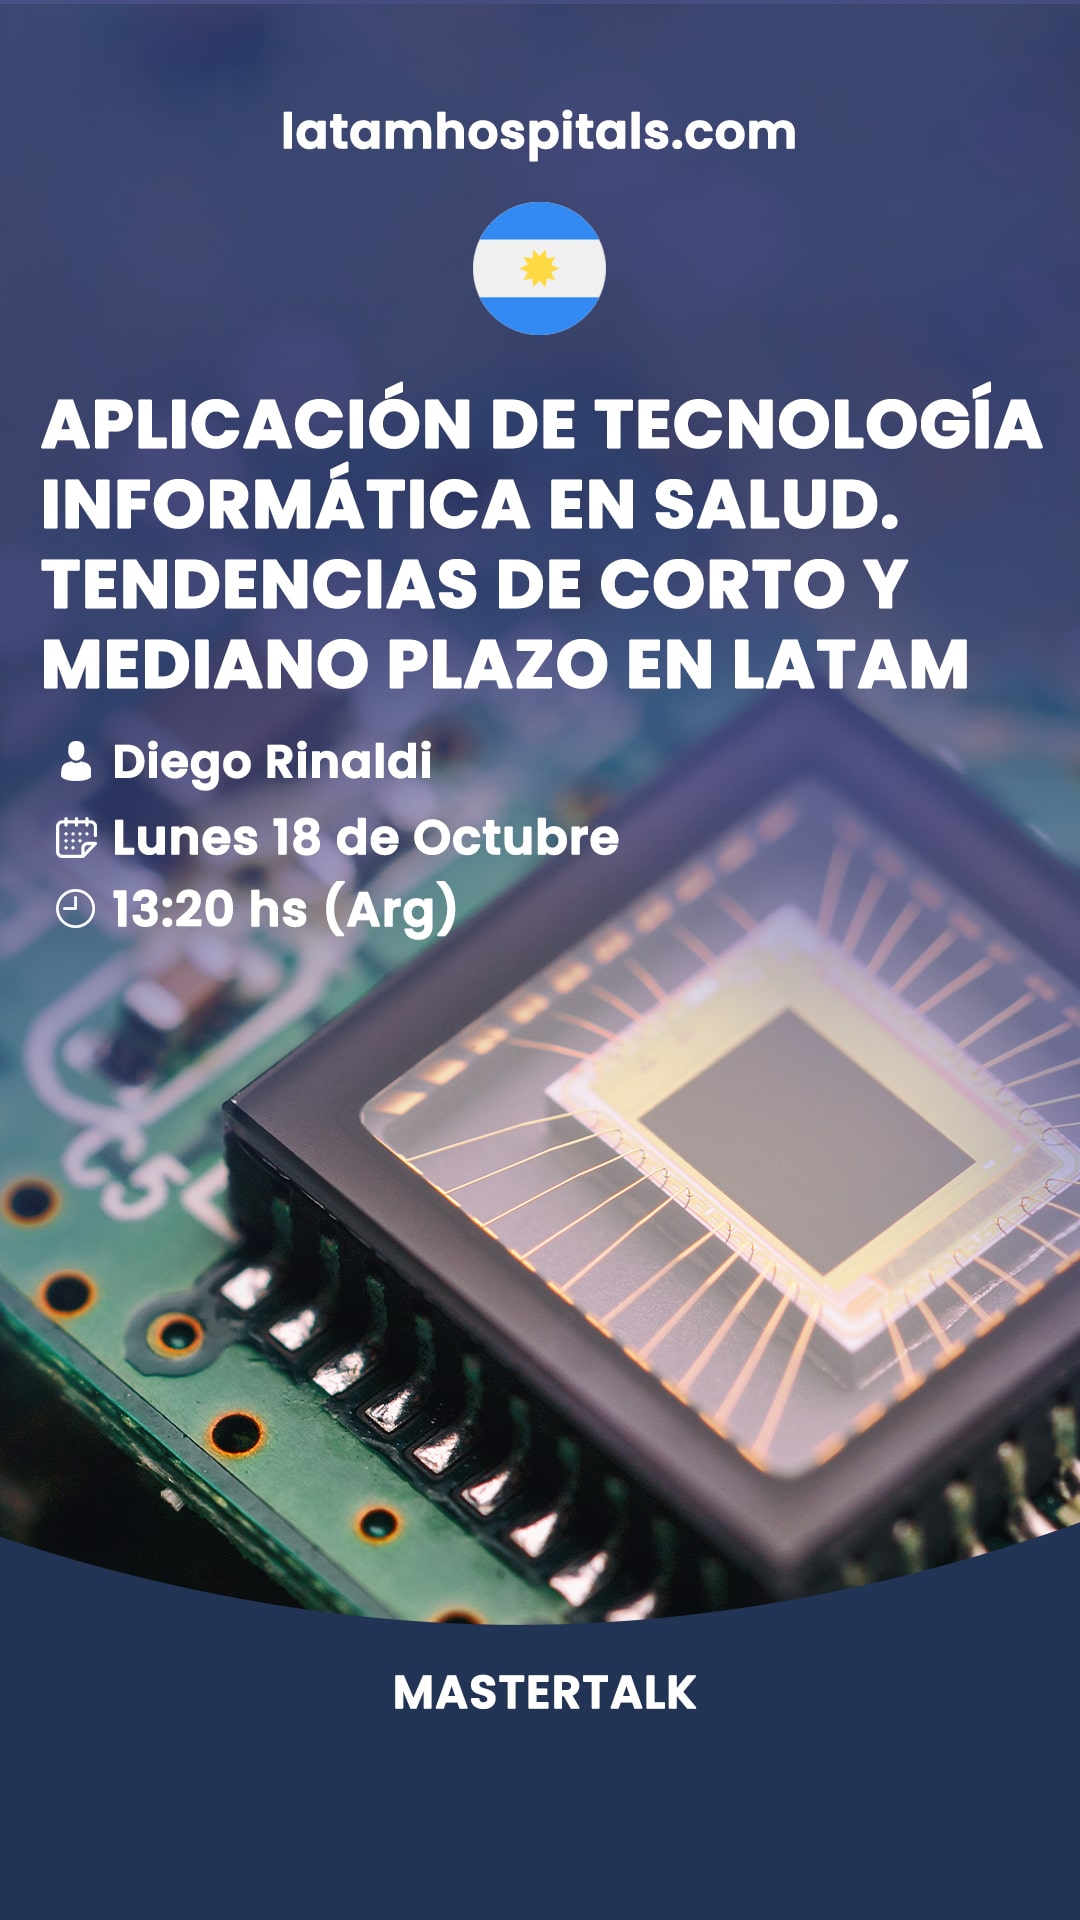 latamhospitals.com
APLICACIÓN DE TECNOLOGÍA
INFORMÁTICA EN SALUD.
TENDENCIAS DE CORTO Y
MEDIANO PLAZO EN LATAM
Diego Rinaldi
Lunes 18 de Octubre
13:20 hs (Arg)
C5
MASTERTALK